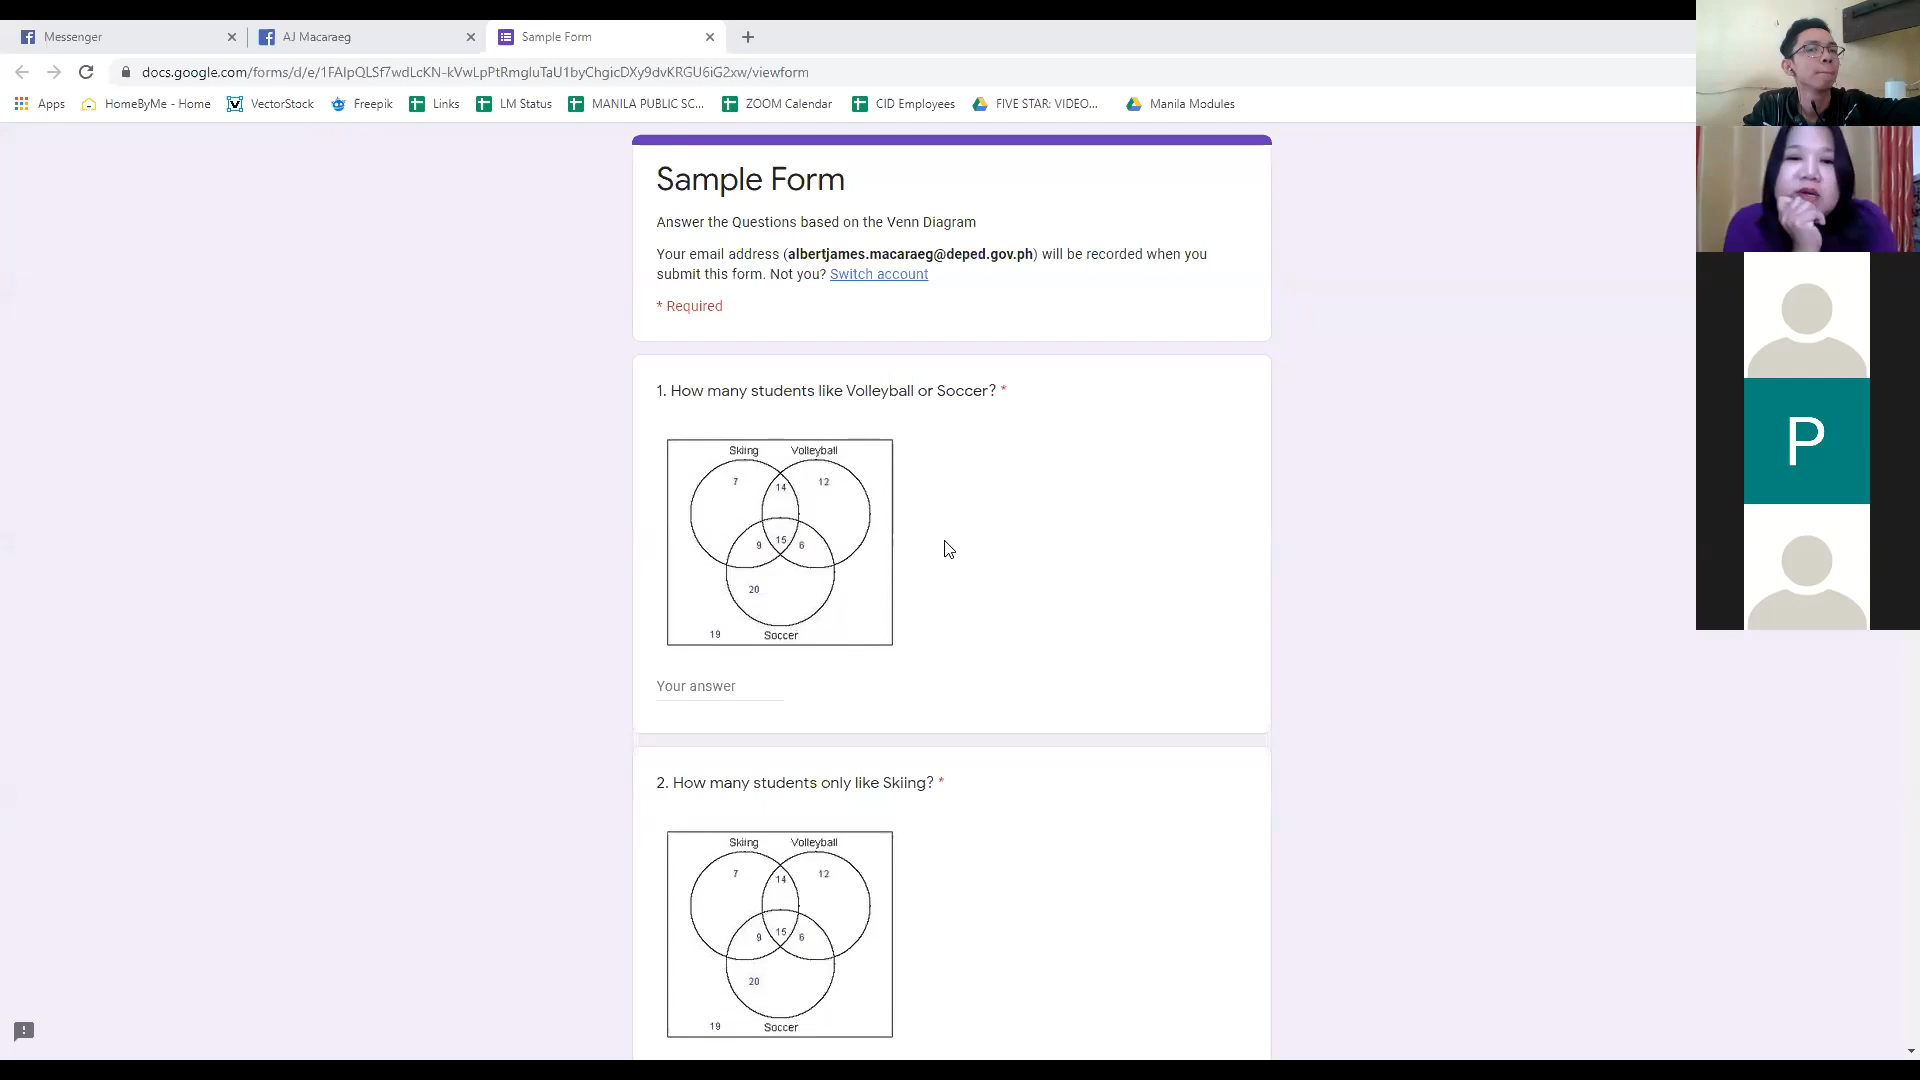 Messenger
AJ Macaraeg
Sample Form
docs.google.com/forms/d/e/1FAIpQLSf7wdLcKN-kVwLpPtRmgIuTaU1byChgicDXy9dvKRGU6iG2xw/viewform
Apps HomeByMe - Home VectorStock Freepik Links LM Status MANILA PUBLIC SC... ZOOM Calendar CID Employees FIVE STAR: VIDEO... Manila Modules
Sample Form
Answer the Questions based on the Venn Diagram
Your email address (albertjames.macaraeg@deped.gov.ph) will be recorded when you
submit this form. Not you? Switch account
* Required
1. How many students like Volleyball or Soccer? *
Skiing Volleyball
7 14 12
9 15 6
20
19 Soccer
Your answer
2. How many students only like Skiing? *
Skiing Volleyball
7 14 12
9 15 6
20
19 Soccer
P